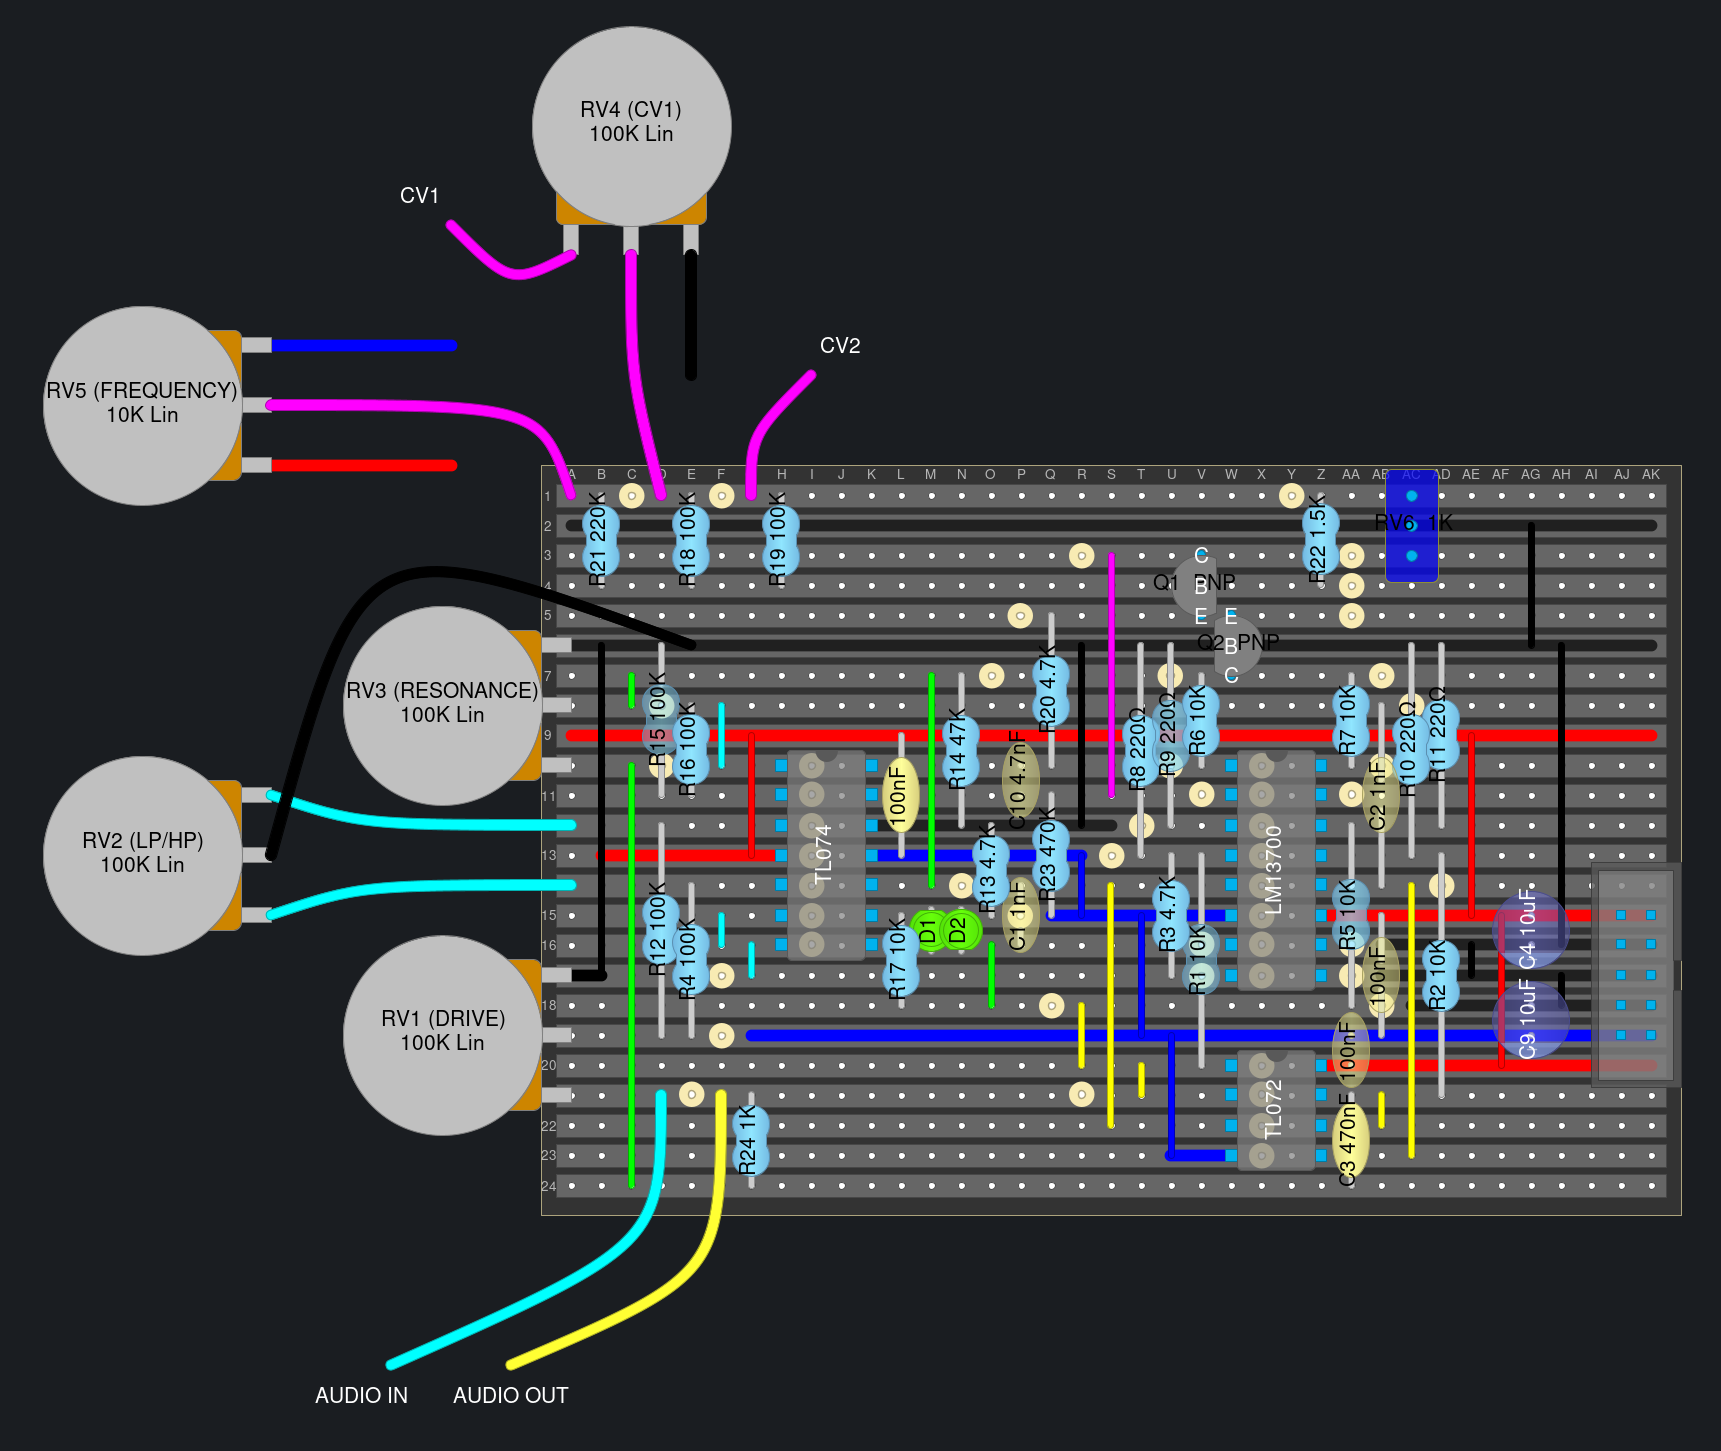 RV4 (CV1)
100K Lin
CV1
CV2
RV5 (FREQUENCY)
10K Lin
A B C D E F H I J K L M N O P Q R S T U V W X Y Z AA AB AC AD AE AF AG AH AI AJ AK
1
2
3
4
5
7
9
11
13
15
16
18
20
22
23
24
R21 220K
R18 100K
R19 100K
R22 1.5K
RV6 1K
Q1 PNP
C
B
E
Q2 PNP
E
B
C
RV3 (RESONANCE)
100K Lin
R15 100K
R16 100K
R14 47K
R20 4.7K
R8 220Ω
R9 220Ω
R6 10K
R7 10K
R10 220Ω
R11 220Ω
TL074
100nF
C10 4.7nF
C2 1nF
RV2 (LP/HP)
100K Lin
R13 4.7K
R23 470K
LM13700
R12 100K
R4 100K
R17 10K
D1
D2
C1 1nF
R3 4.7K
R1 10K
R5 10K
100nF
R2 10K
C4 10uF
C9 10uF
RV1 (DRIVE)
100K Lin
R24 1K
TL072
100nF
C3 470nF
AUDIO IN
AUDIO OUT